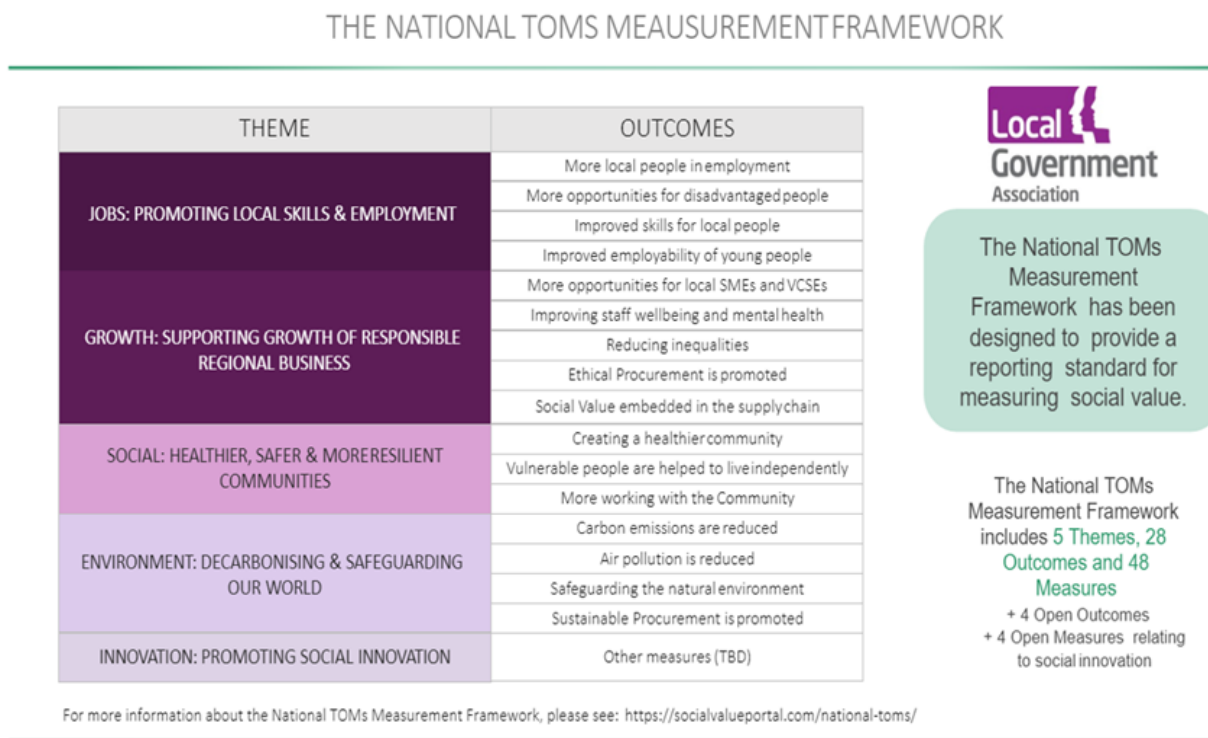 THE NATIONAL TOMS MEAUSUREMENT FRAMEWORK
THEME
OUTCOMES
JOBS: PROMOTING LOCAL SKILLS & EMPLOYMENT
More local people in employment
More opportunities for disadvantaged people
Improved skills for local people
Improved employability of young people
GROWTH: SUPPORTING GROWTH OF RESPONSIBLE
REGIONAL BUSINESS
More opportunities for local SMEs and VCSEs
Improving staff wellbeing and mental health
Reducing inequalities
Ethical Procurement is promoted
Social Value embedded in the supply chain
SOCIAL: HEALTHIER, SAFER & MORE RESILIENT
COMMUNITIES
Creating a healthier community
Vulnerable people are helped to live independently
More working with the Community
ENVIRONMENT: DECARBONISING & SAFEGUARDING
OUR WORLD
Carbon emissions are reduced
Air pollution is reduced
Safeguarding the natural environment
Sustainable Procurement is promoted
INNOVATION: PROMOTING SOCIAL INNOVATION
Other measures (TBD)
Local
Government
Association
The National TOMs
Measurement
Framework has been
designed to provide a
reporting standard for
measuring social value.
The National TOMs
Measurement Framework
includes 5 Themes, 28
Outcomes and 48
Measures
+ 4 Open Outcomes
+ 4 Open Measures relating
to social innovation
For more information about the National TOMs Measurement Framework, please see: https://socialvalueportal.com/national-toms/